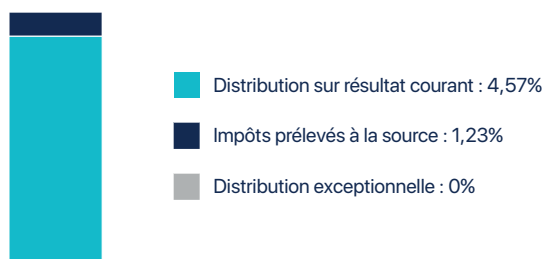 Distribution sur résultat courant : 4,57%
Impôts prélevés à la source : 1,23%
Distribution exceptionnelle : 0%